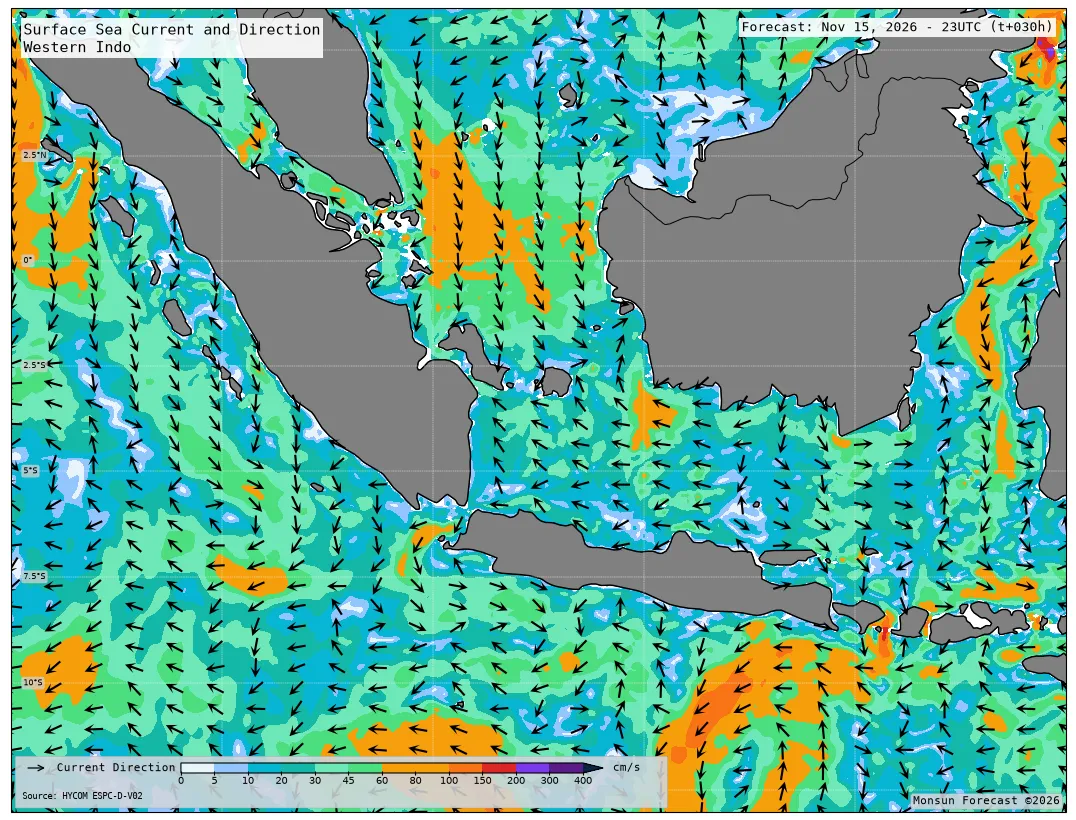 Surface Sea Current and Direction
Western Indo
Forecast: Nov 15, 2026 - 23UTC (t+030h)
2.5°N
0°
2.5°S
5°S
7.5°S
10°S
Current Direction
0 5 10 20 30 45 60 80 100 150 200 300 400 cm/s
Source: HYCOM ESPC-D-V02
Monsun Forecast ©2026